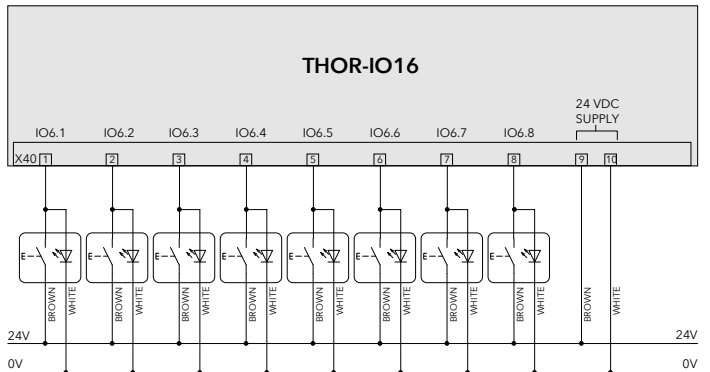 THOR-IO16
24 VDC
SUPPLY
IO6.1 IO6.2 IO6.3 IO6.4 IO6.5 IO6.6 IO6.7 IO6.8
X40 1 2 3 4 5 6 7 8 9 10
E E E E E E E E
BROWN WHITE BROWN WHITE BROWN WHITE BROWN WHITE BROWN WHITE BROWN WHITE BROWN WHITE BROWN WHITE BROWN WHITE
24V 24V
0V 0V